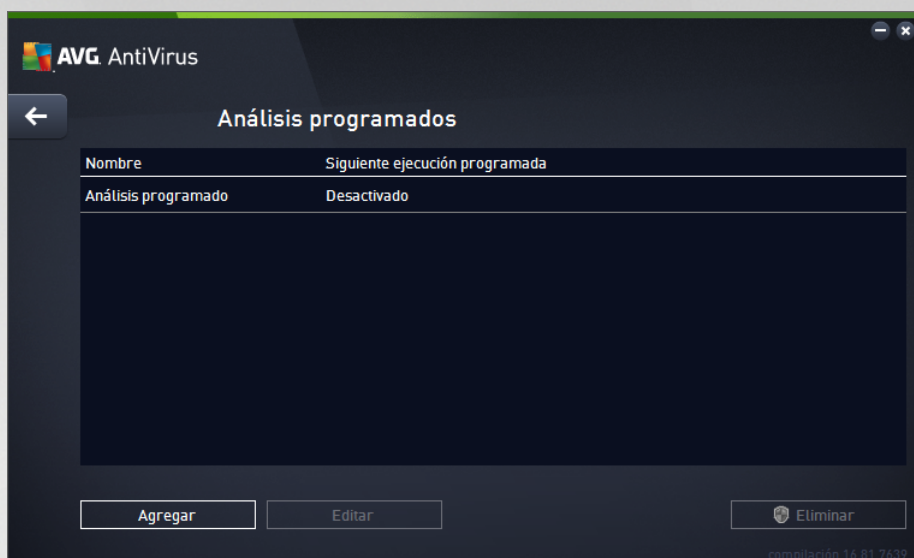 AVG. AntiVirus
Análisis programados
Nombre Siguiente ejecución programada
Análisis programado Desactivado
Agregar Editar Eliminar
compilación 16.81.7639